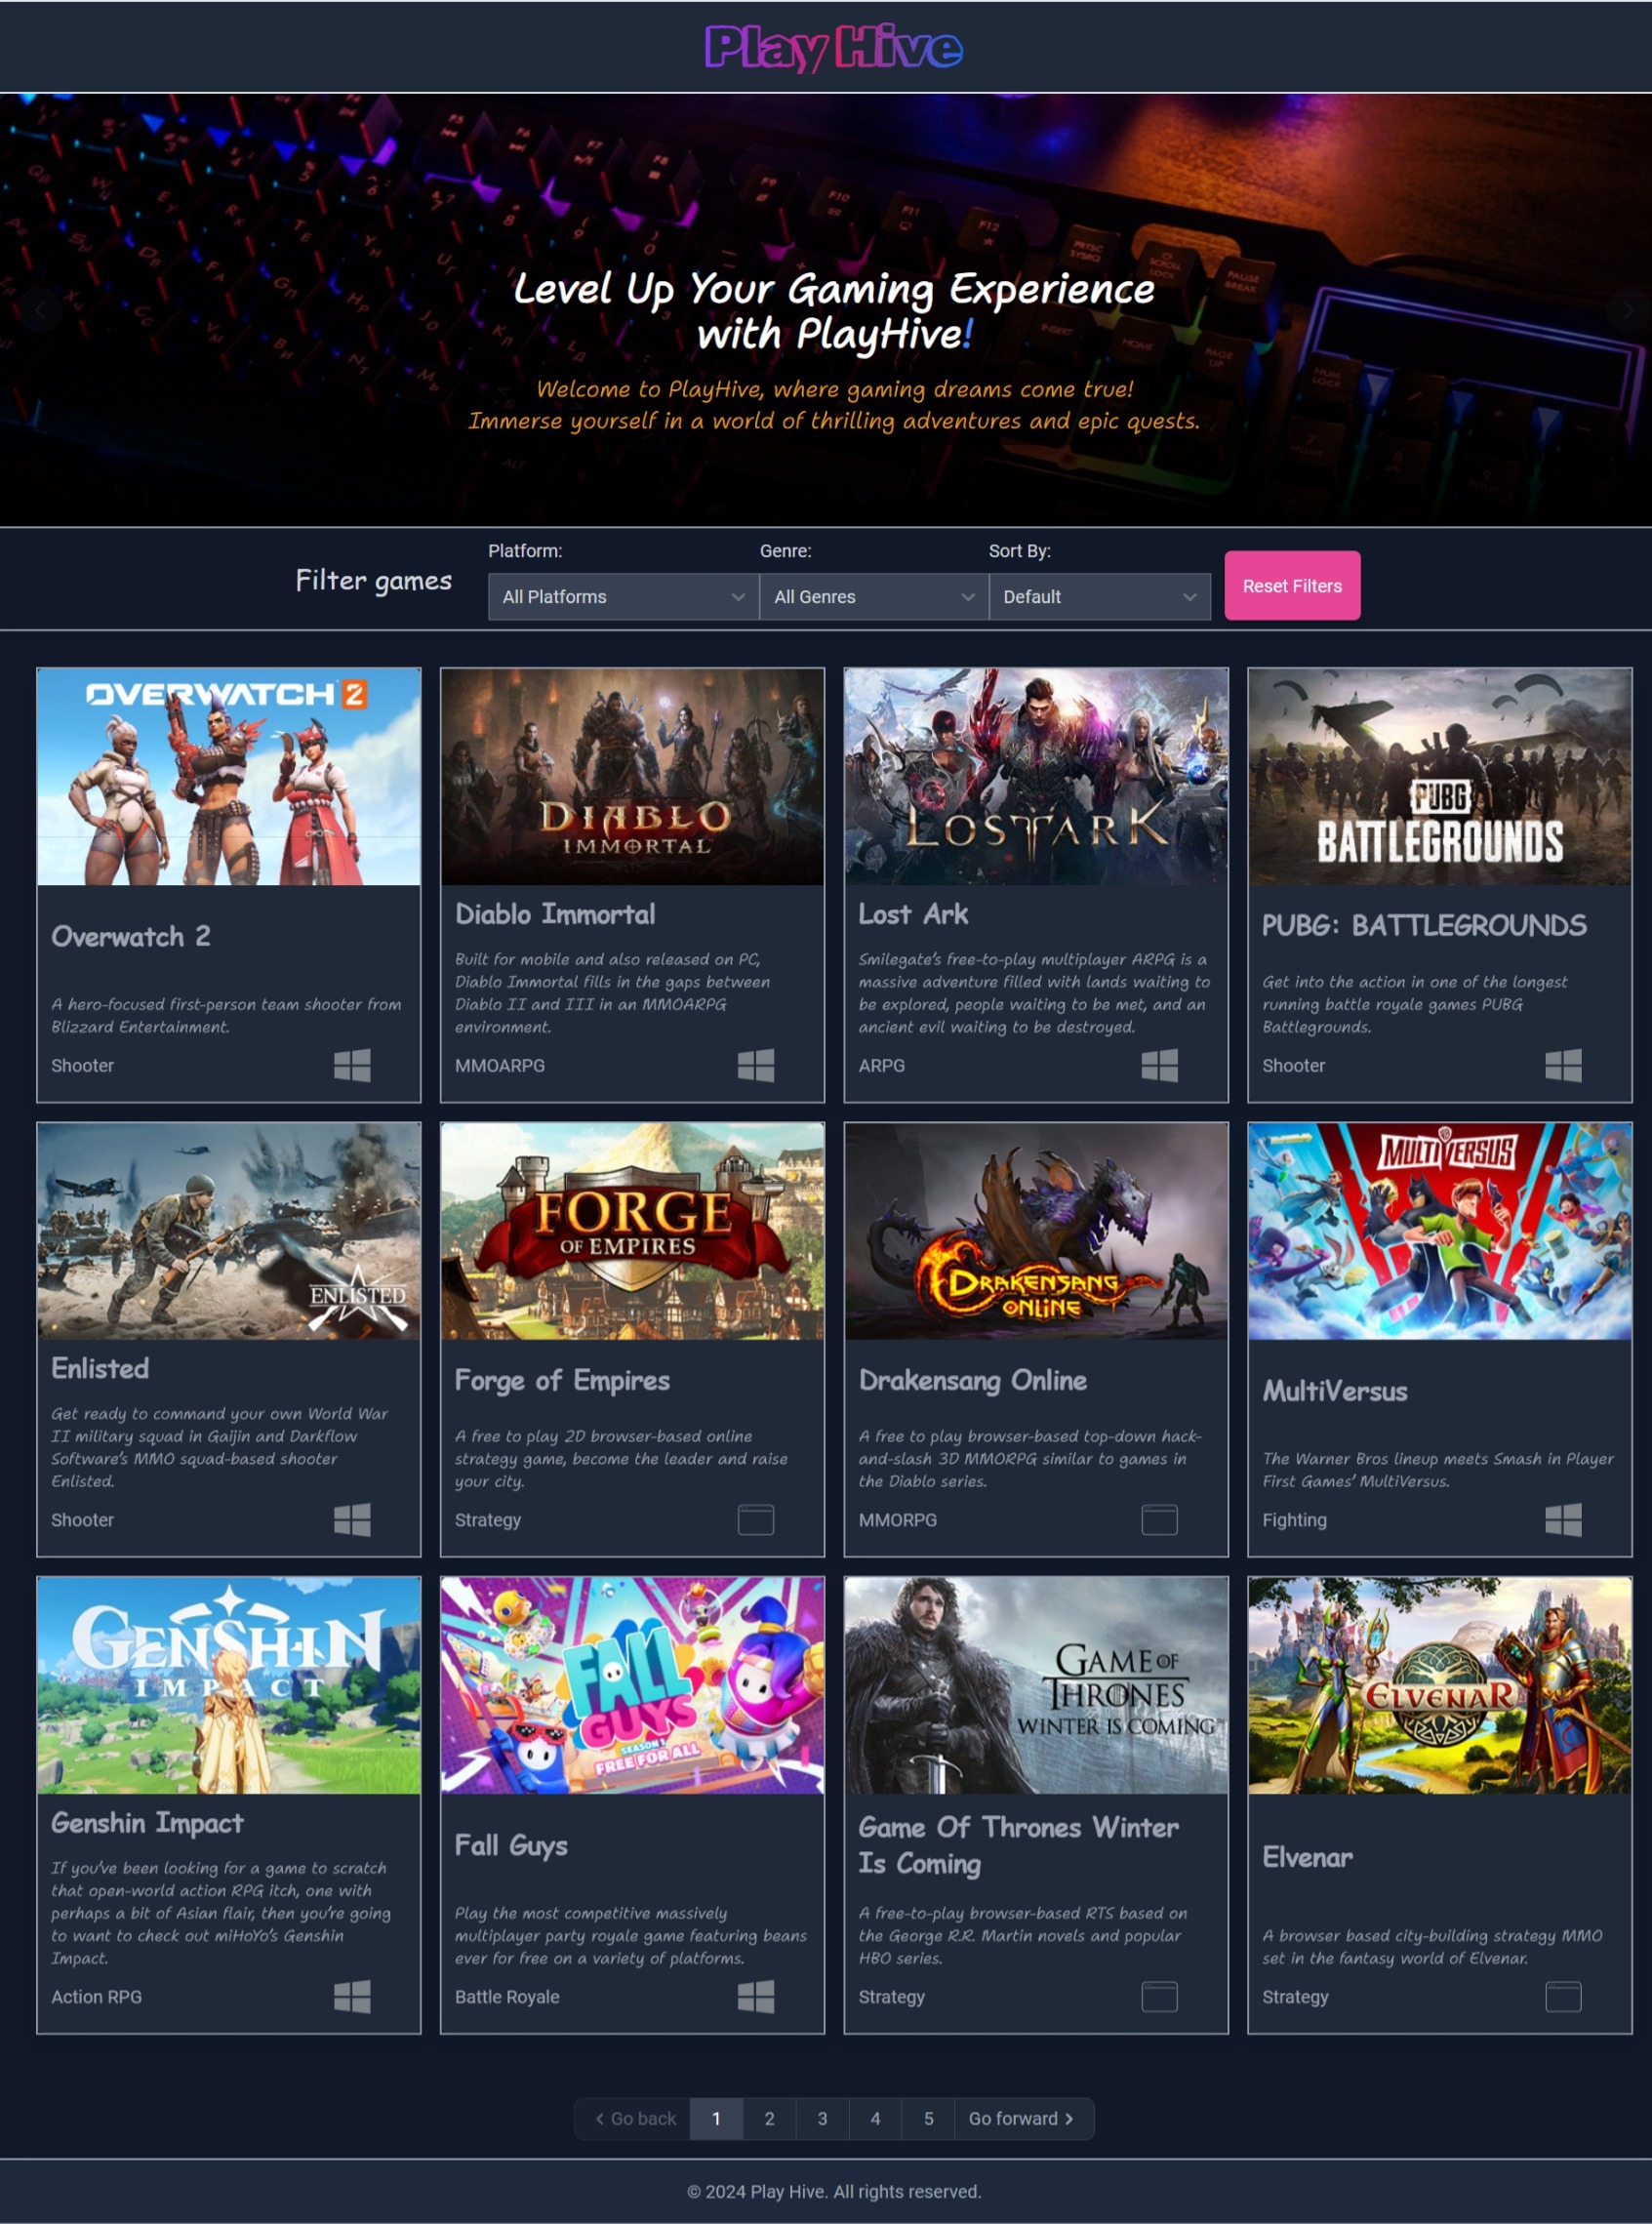 Play Hive
Level Up Your Gaming Experience
with PlayHive!
Welcome to PlayHive, where gaming dreams come true!
Immerse yourself in a world of thrilling adventures and epic quests.
Filter games
Platform:
All Platforms
Genre:
All Genres
Sort By:
Default
Reset Filters
OVERWATCH 2
Overwatch 2
A hero-focused first-person team shooter from
Blizzard Entertainment.
Shooter
DIABLO
IMMORTAL
Diablo Immortal
Built for mobile and also released on PC,
Diablo Immortal fills in the gaps between
Diablo II and III in an MMOARPG
environment.
MMOARPG
LOST ARK
Lost Ark
Smilegate's free-to-play multiplayer ARPG is a
massive adventure filled with lands waiting to
be explored, people waiting to be met, and an
ancient evil waiting to be destroyed.
ARPG
PUBG
BATTLEGROUNDS
PUBG: BATTLEGROUNDS
Get into the action in one of the longest
running battle royale games PUBG
Battlegrounds.
Shooter
ENLISTED
Enlisted
Get ready to command your own World War
II military squad in Gaijin and Darkflow
Software's MMO squad-based shooter
Enlisted.
Shooter
FORGE
OF EMPIRES
Forge of Empires
A free to play 2D browser-based online
strategy game, become the leader and raise
your city.
Strategy
DRAKENSANG
ONLINE
Drakensang Online
A free to play browser-based top-down hack-
and-slash 3D MMORPG similar to games in
the Diablo series.
MMORPG
MULTIVERSUS
MultiVersus
The Warner Bros lineup meets Smash in Player
First Games' MultiVersus.
Fighting
GENSHIN
IMPACT
Genshin Impact
If you've been looking for a game to scratch
that open-world action RPG itch, one with
perhaps a bit of Asian flair, then you're going
to want to check out miHoYo's Genshin
Impact.
Action RPG
FALL
GUYS
SEASON 1
FREE FOR ALL
Fall Guys
Play the most competitive massively
multiplayer party royale game featuring beans
ever for free on a variety of platforms.
Battle Royale
GAME OF
THRONES
WINTER IS COMING
Game Of Thrones Winter
Is Coming
A free-to-play browser-based RTS based on
the George R.R. Martin novels and popular
HBO series.
Strategy
ELVENAR
Elvenar
A browser based city-building strategy MMO
set in the fantasy world of Elvenar.
Strategy
Go back
1
2
3
4
5
Go forward
© 2024 Play Hive. All rights reserved.